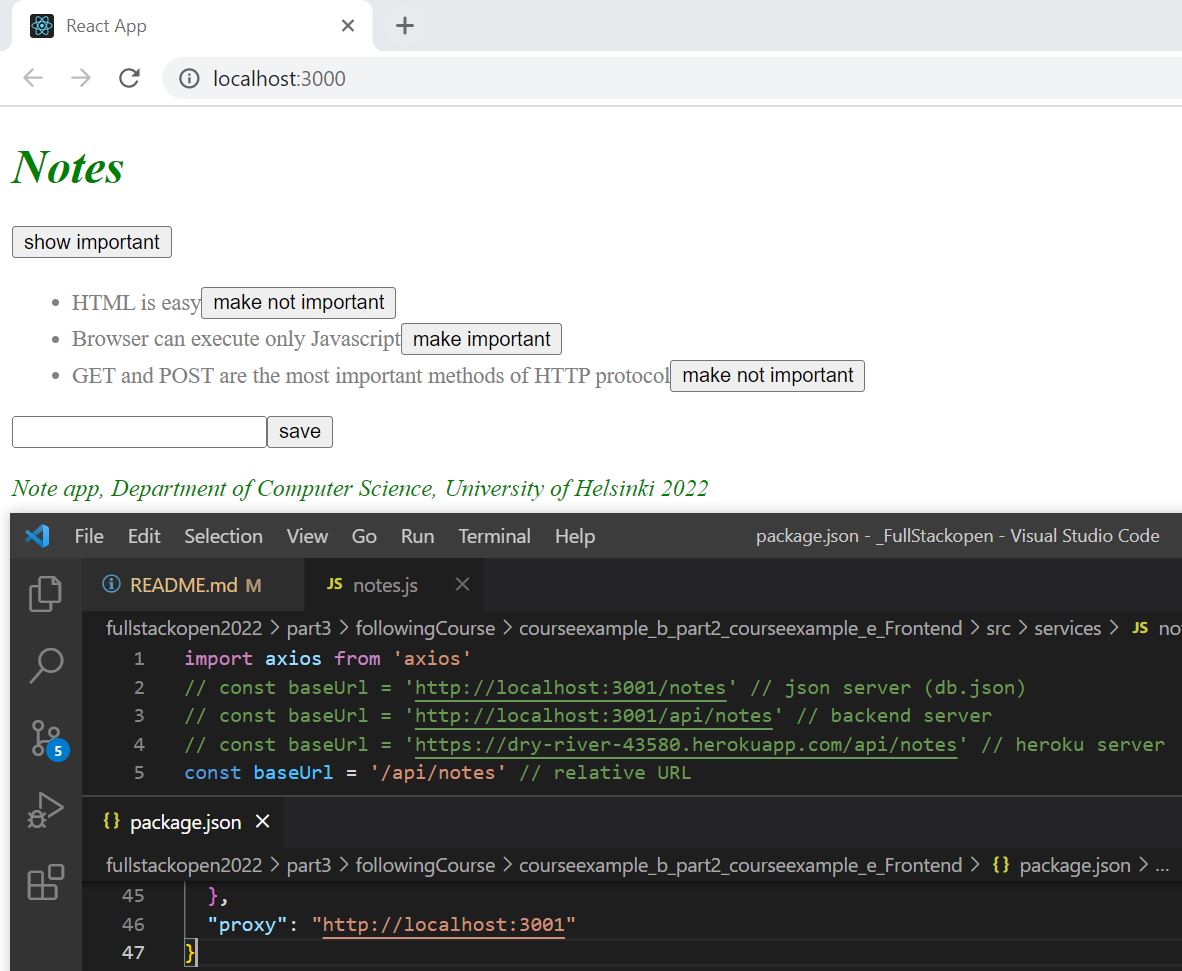 React App
localhost:3000
Notes
show important
HTML is easy make not important
Browser can execute only Javascript make important
GET and POST are the most important methods of HTTP protocol make not important
save
Note app, Department of Computer Science, University of Helsinki 2022
File Edit Selection View Go Run Terminal Help package.json - _FullStackopen - Visual Studio Code
README.md M JS notes.js
fullstackopen2022 > part3 > followingCourse > courseexample_b_part2_courseexample_e_Frontend > src > services > JS no
1 import axios from 'axios'
2 // const baseUrl = 'http://localhost:3001/notes' // json server (db.json)
3 // const baseUrl = 'http://localhost:3001/api/notes' // backend server
4 // const baseUrl = 'https://dry-river-43580.herokuapp.com/api/notes' // heroku server
5 const baseUrl = '/api/notes' // relative URL
5
{} package.json
fullstackopen2022 > part3 > followingCourse > courseexample_b_part2_courseexample_e_Frontend > {} package.json > ...
45 },
46 "proxy": "http://localhost:3001"
47 }